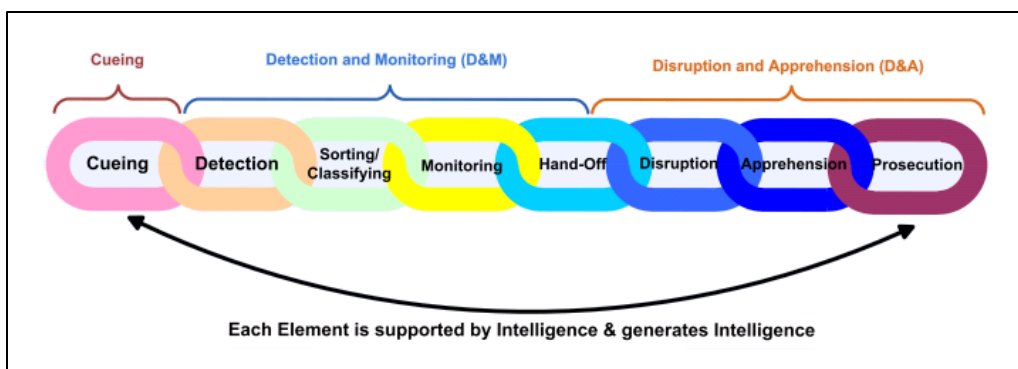 Cueing
Detection and Monitoring (D&M)
Disruption and Apprehension (D&A)
Cueing
Detection
Sorting/
Classifying
Monitoring
Hand-Off
Disruption
Apprehension
Prosecution
Each Element is supported by Intelligence & generates Intelligence